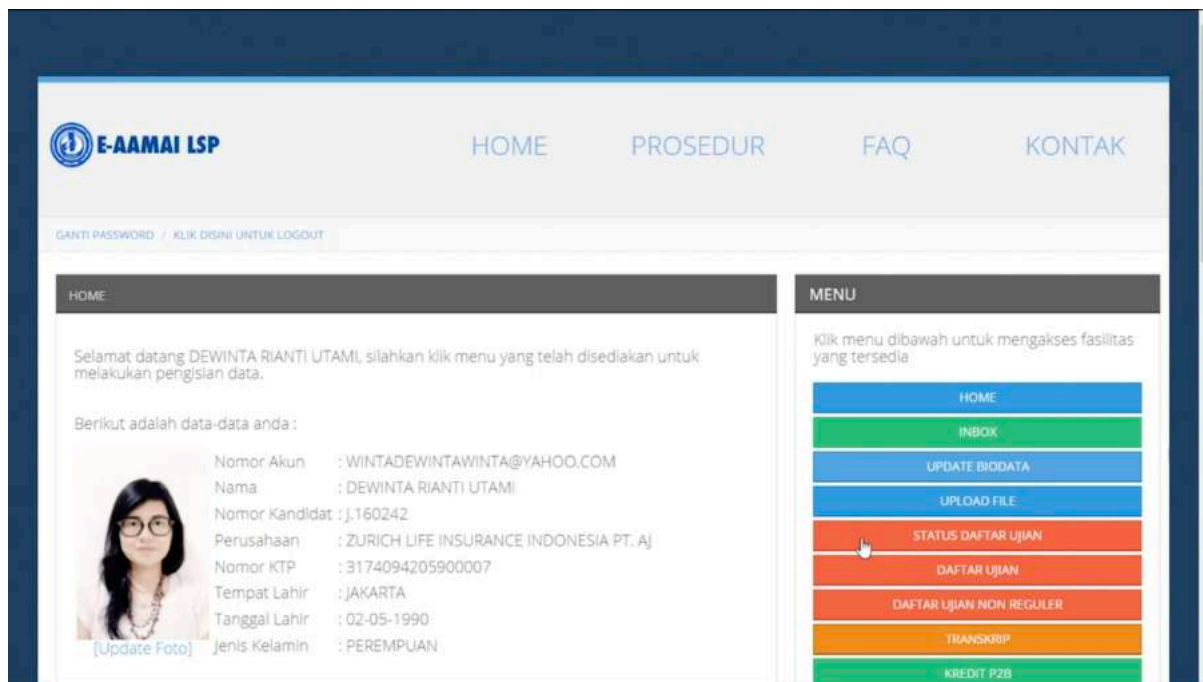 E-AAMAI LSP
HOME
PROSEDUR
FAQ
KONTAK
GANTI PASSWORD / KLIK DISINI UNTUK LOGOUT
HOME
Selamat datang DEWINTA RIANTI UTAMI, silahkan klik menu yang telah disediakan untuk
melakukan pengisian data.
Berikut adalah data-data anda :
Nomor Akun : WINTADEWINTAWINTA@YAHOO.COM
Nama : DEWINTA RIANTI UTAMI
Nomor Kandidat : J.160242
Perusahaan : ZURICH LIFE INSURANCE INDONESIA PT. AJ
Nomor KTP : 3174094205900007
Tempat Lahir : JAKARTA
Tanggal Lahir : 02-05-1990
Jenis Kelamin : PEREMPUAN
[Update Foto]
MENU
Klik menu dibawah untuk mengakses fasilitas
yang tersedia
HOME
INBOX
UPDATE BIODATA
UPLOAD FILE
STATUS DAFTAR UJIAN
DAFTAR UJIAN
DAFTAR UJIAN NON REGULER
TRANSKRIP
KREDIT P2B